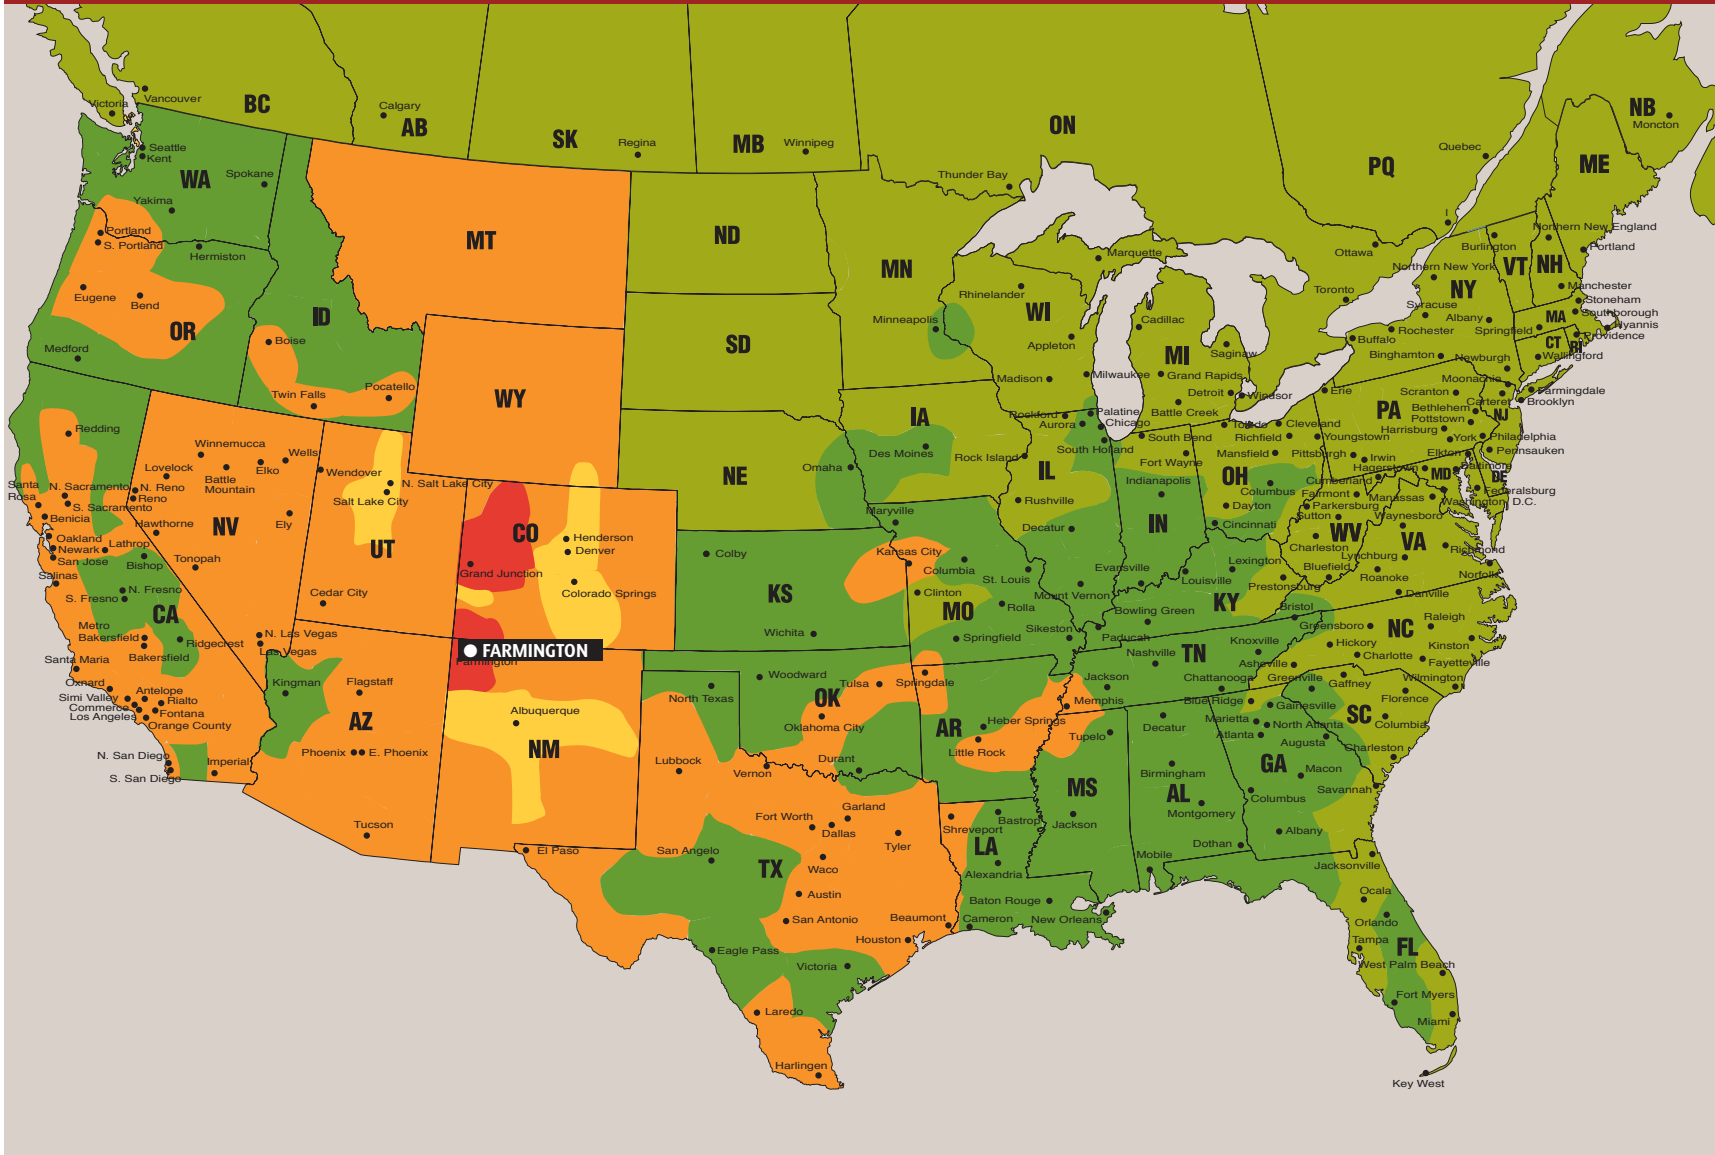 BC
AB
SK
MB
ON
PQ
NB
ME
Vancouver
Victoria
Calgary
Regina
Winnipeg
Thunder Bay
Quebec
Moncton
Ottawa
Toronto
Seattle
Kent
WA
Spokane
Yakima
Portland
S. Portland
Hermiston
Eugene
Bend
OR
Medford
ID
Boise
Twin Falls
Pocatello
MT
WY
ND
SD
NE
MN
Minneapolis
WI
Rhinelander
Appleton
Madison
Milwaukee
Marquette
MI
Cadillac
Saginaw
Grand Rapids
Detroit
Windsor
Battle Creek
Northern New England
Portland
Burlington
VT
NH
Northern New York
NY
Manchester
Stoneham
Southborough
Hyannis
Providence
MA
CT
RI
Wallingford
Springfield
Syracuse
Albany
Rochester
Buffalo
Binghamton
Newburgh
Moonachie
Farmingdale
Brooklyn
Carteret
NJ
Erie
PA
Scranton
Bethlehem
Pottstown
Harrisburg
York
Philadelphia
Pennsauken
Elkton
Baltimore
Hagerstown
MD
DE
Federalsburg
Washington, D.C.
Manassas
Cumberland
Pittsburgh
Irwin
Youngstown
Cleveland
Toledo
Richfield
Mansfield
OH
Columbus
Dayton
Cincinnati
Fairmont
Parkersburg
Sutton
WV
Charleston
Bluefield
Waynesboro
VA
Richmond
Lynchburg
Roanoke
Norfolk
Danville
Redding
Santa
Rosa
N. Sacramento
S. Sacramento
Benicia
Oakland
Newark
San Jose
Lathrop
Salinas
N. Fresno
S. Fresno
CA
Bishop
Metro
Bakersfield
Bakersfield
Ridgecrest
Santa Maria
Oxnard
Simi Valley
Commerce
Los Angeles
Antelope
Rialto
Fontana
Orange County
N. San Diego
S. San Diego
Imperial
Winnemucca
Lovelock
N. Reno
Reno
Battle
Mountain
Elko
Wells
Wendover
Ely
NV
Hawthorne
Tonopah
N. Las Vegas
Las Vegas
N. Salt Lake City
Salt Lake City
UT
Cedar City
CO
Henderson
Denver
Grand Junction
Colorado Springs
FARMINGTON
Farmington
Kingman
Flagstaff
AZ
Phoenix
E. Phoenix
Tucson
Albuquerque
NM
El Paso
Omaha
IA
Des Moines
Rock Island
Rockford
Aurora
Palatine
Chicago
South Holland
IL
Rushville
Decatur
South Bend
Fort Wayne
Indianapolis
IN
Evansville
Mount Vernon
Maryville
Kansas City
Columbia
St. Louis
Clinton
MO
Rolla
Springfield
Sikeston
Colby
KS
Wichita
Lexington
Louisville
Prestonsburg
KY
Bowling Green
Paducah
Bristol
Knoxville
Nashville
TN
Jackson
Chattanooga
Memphis
Greensboro
Raleigh
NC
Hickory
Charlotte
Kinston
Fayetteville
Asheville
Wilmington
Greenville
Gaffney
Florence
SC
Columbia
Charleston
Woodward
Tulsa
OK
Oklahoma City
Durant
North Texas
Springdale
AR
Heber Springs
Little Rock
Tupelo
MS
Jackson
Decatur
Birmingham
AL
Montgomery
Dothan
Mobile
Blue Ridge
Gainesville
Marietta
North Atlanta
Atlanta
Augusta
GA
Macon
Columbus
Savannah
Albany
Lubbock
Vernon
Fort Worth
Garland
Dallas
Tyler
San Angelo
TX
Waco
Austin
San Antonio
Beaumont
Houston
Eagle Pass
Victoria
Laredo
Harlingen
Shreveport
Bastrop
LA
Alexandria
Baton Rouge
Cameron
New Orleans
Jacksonville
Ocala
Orlando
Tampa
FL
West Palm Beach
Fort Myers
Miami
Key West